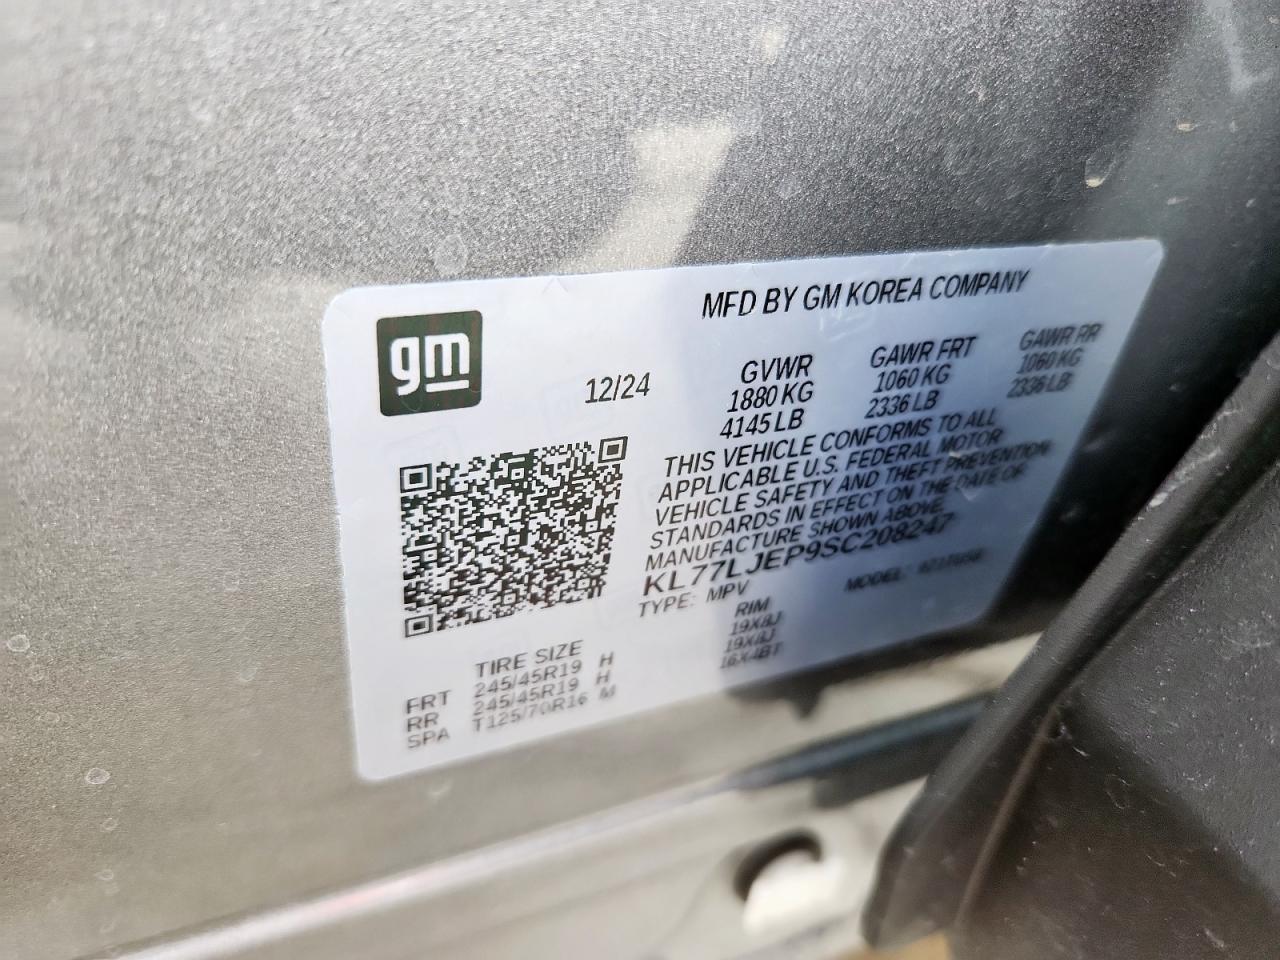 MFD BY GM KOREA COMPANY
gm
12/24
GVWR GAWR FRT GAWR RR
1880 KG 1060 KG 1060 KG
4145 LB 2336 LB 2336 LB
THIS VEHICLE CONFORMS TO ALL
APPLICABLE U.S. FEDERAL MOTOR
VEHICLE SAFETY AND THEFT PREVENTION
STANDARDS IN EFFECT ON THE DATE OF
MANUFACTURE SHOWN ABOVE.
KL77LJEP9SC208247
TYPE: MPV MODEL:
TIRE SIZE RIM
FRT 245/45R19 H 19X8J
RR 245/45R19 H 19X8J
SPA T125/70R16 M 16X4BT